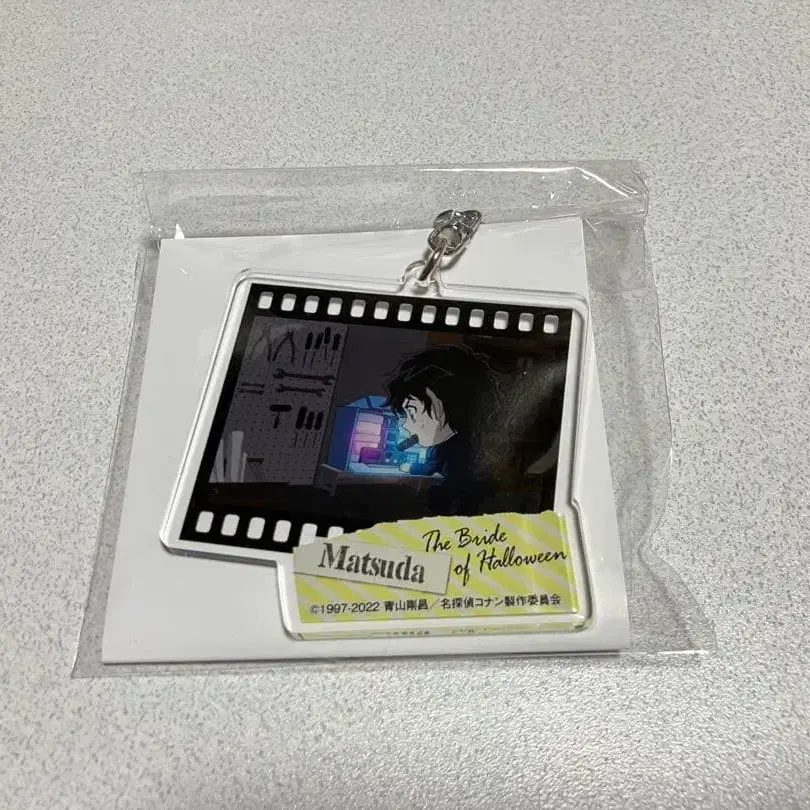 Matsuda
The Bride
of Halloween
©1997-2022 青山剛昌／名探偵コナン製作委員会